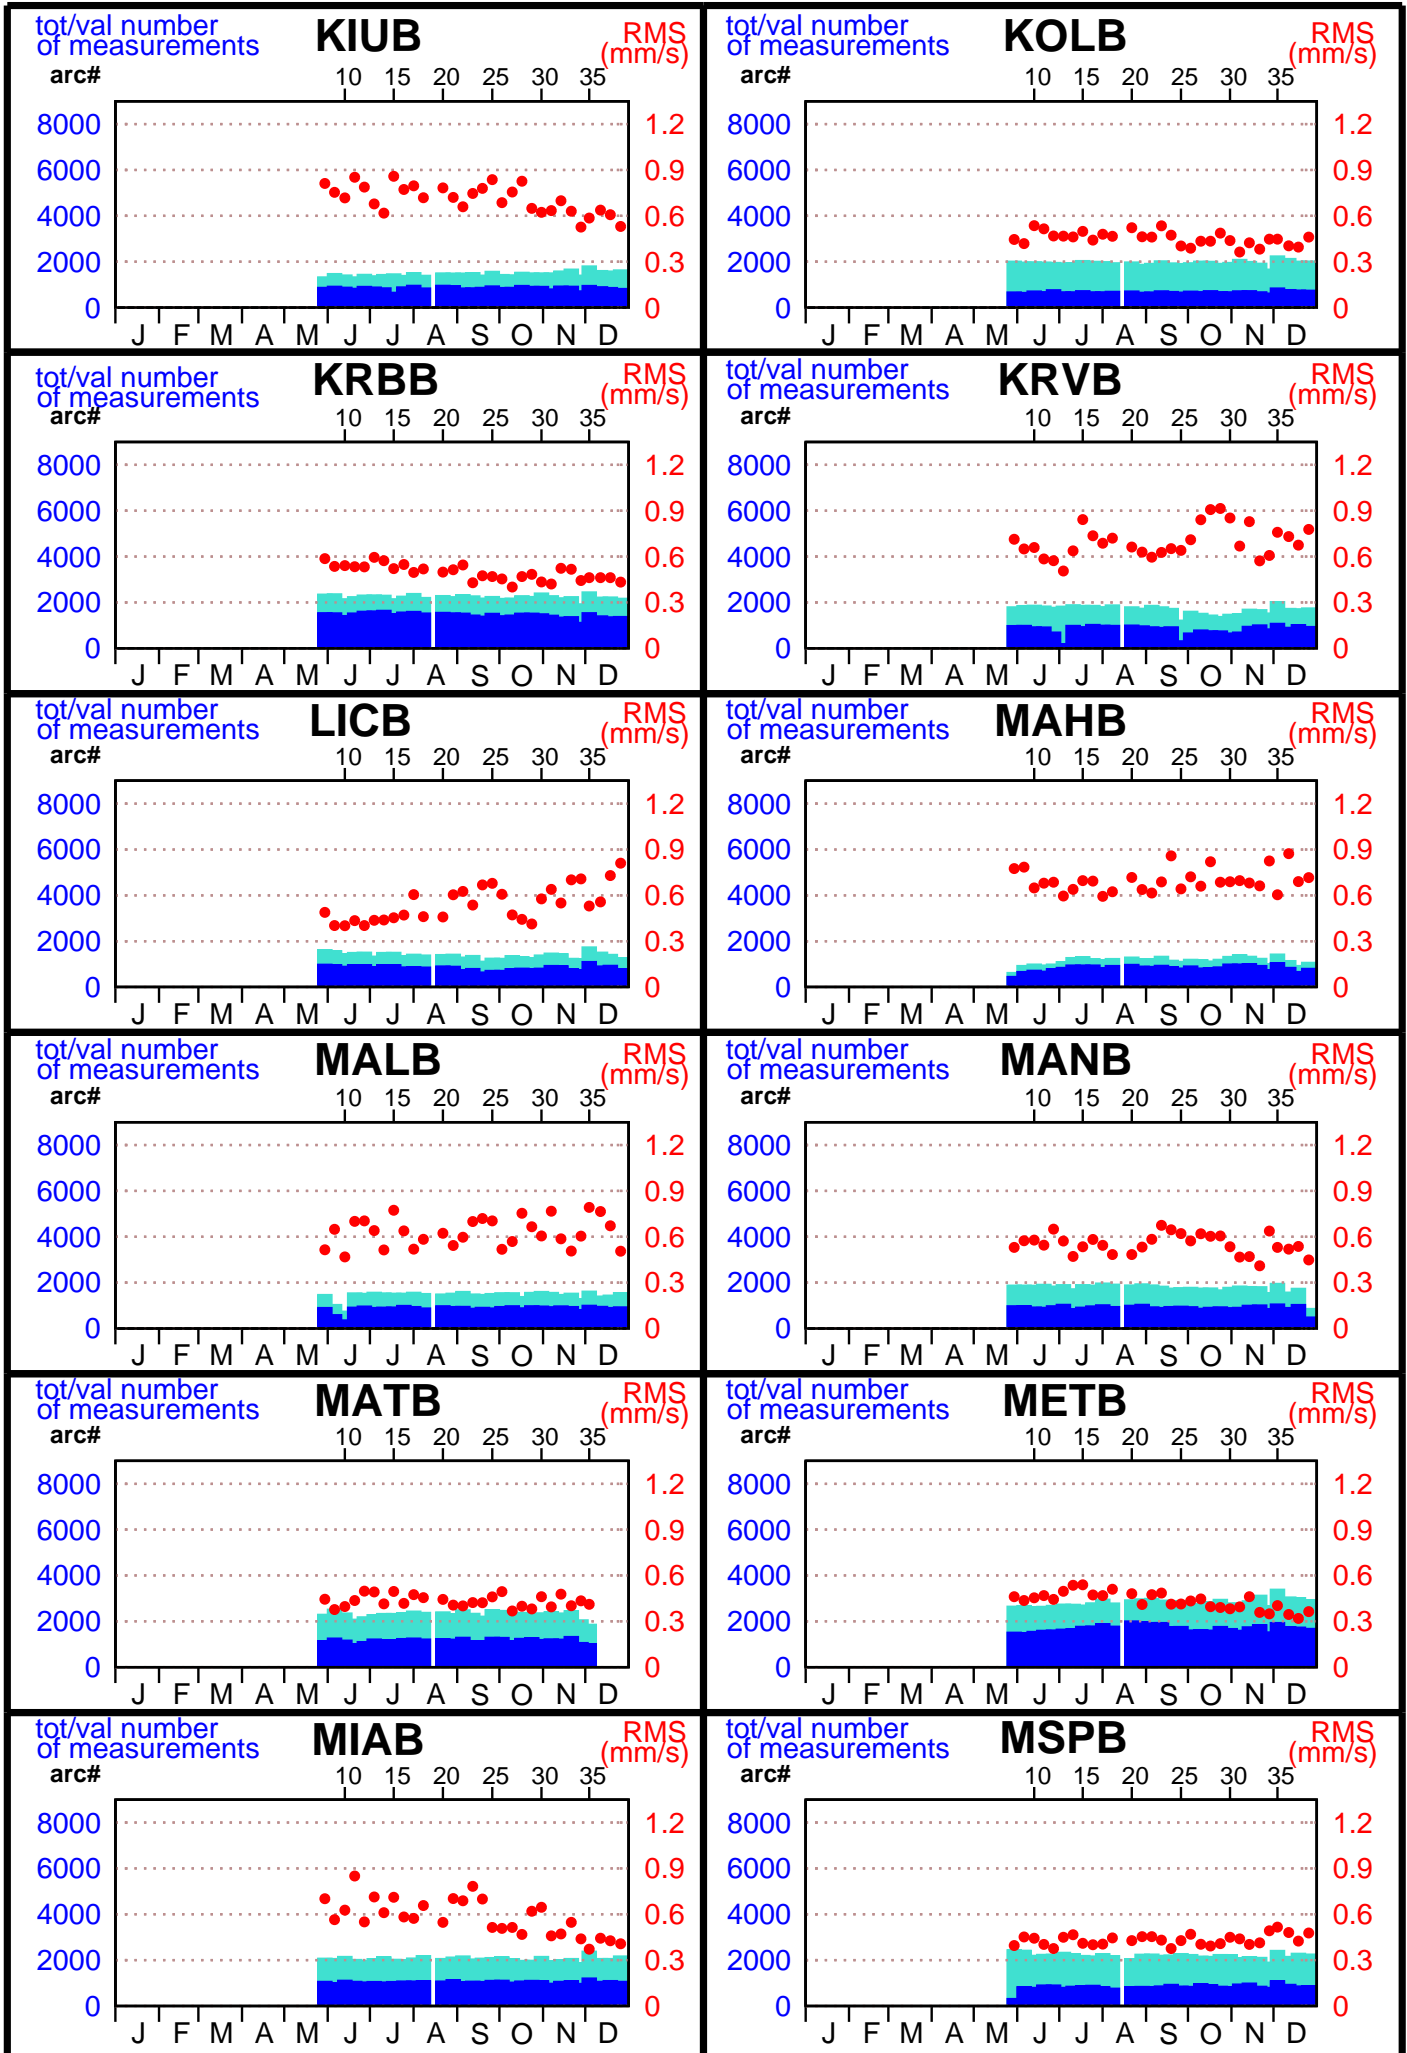 tot/val number KIUB RMS
of measurements (mm/s)
arc# 10 15 20 25 30 35
8000 1.2
6000 0.9
4000 0.6
2000 0.3
0 0
J F M A M J J A S O N D
tot/val number KOLB RMS
of measurements (mm/s)
arc# 10 15 20 25 30 35
8000 1.2
6000 0.9
4000 0.6
2000 0.3
0 0
J F M A M J J A S O N D
tot/val number KRBB RMS
of measurements (mm/s)
arc# 10 15 20 25 30 35
8000 1.2
6000 0.9
4000 0.6
2000 0.3
0 0
J F M A M J J A S O N D
tot/val number KRVB RMS
of measurements (mm/s)
arc# 10 15 20 25 30 35
8000 1.2
6000 0.9
4000 0.6
2000 0.3
0 0
J F M A M J J A S O N D
tot/val number LICB RMS
of measurements (mm/s)
arc# 10 15 20 25 30 35
8000 1.2
6000 0.9
4000 0.6
2000 0.3
0 0
J F M A M J J A S O N D
tot/val number MAHB RMS
of measurements (mm/s)
arc# 10 15 20 25 30 35
8000 1.2
6000 0.9
4000 0.6
2000 0.3
0 0
J F M A M J J A S O N D
tot/val number MALB RMS
of measurements (mm/s)
arc# 10 15 20 25 30 35
8000 1.2
6000 0.9
4000 0.6
2000 0.3
0 0
J F M A M J J A S O N D
tot/val number MANB RMS
of measurements (mm/s)
arc# 10 15 20 25 30 35
8000 1.2
6000 0.9
4000 0.6
2000 0.3
0 0
J F M A M J J A S O N D
tot/val number MATB RMS
of measurements (mm/s)
arc# 10 15 20 25 30 35
8000 1.2
6000 0.9
4000 0.6
2000 0.3
0 0
J F M A M J J A S O N D
tot/val number METB RMS
of measurements (mm/s)
arc# 10 15 20 25 30 35
8000 1.2
6000 0.9
4000 0.6
2000 0.3
0 0
J F M A M J J A S O N D
tot/val number MIAB RMS
of measurements (mm/s)
arc# 10 15 20 25 30 35
8000 1.2
6000 0.9
4000 0.6
2000 0.3
0 0
J F M A M J J A S O N D
tot/val number MSPB RMS
of measurements (mm/s)
arc# 10 15 20 25 30 35
8000 1.2
6000 0.9
4000 0.6
2000 0.3
0 0
J F M A M J J A S O N D